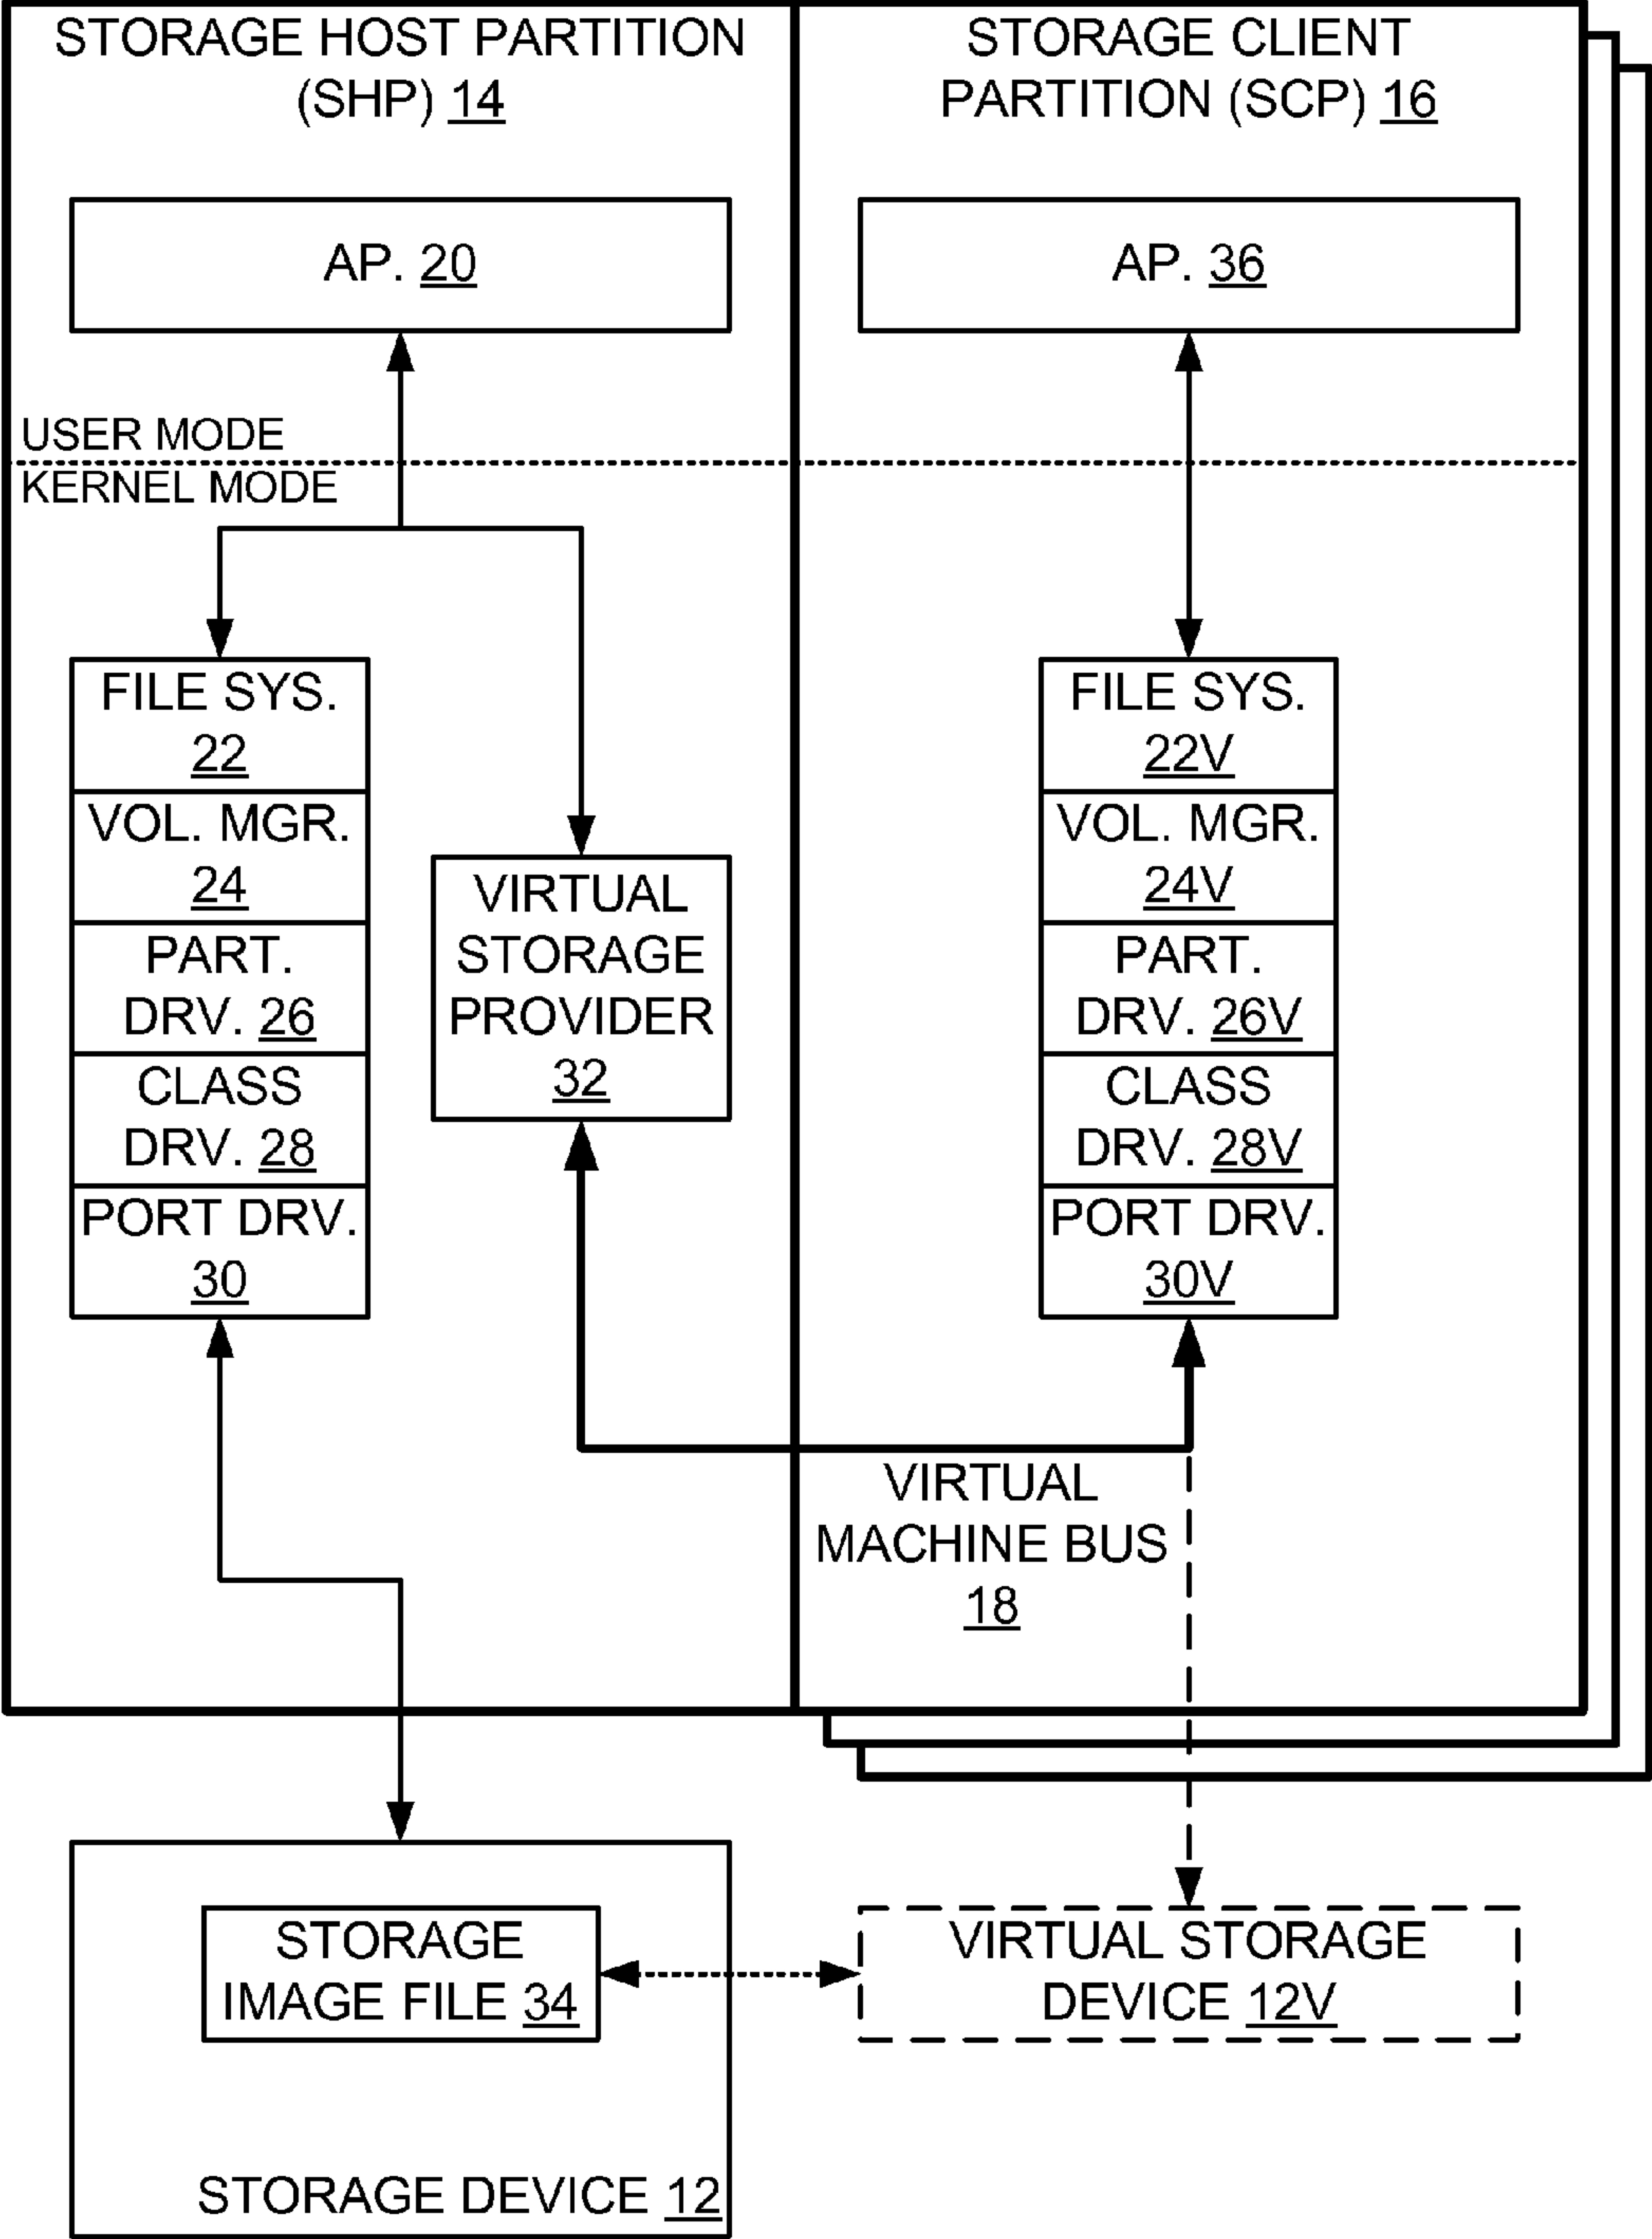 STORAGE HOST PARTITION
(SHP) 14
STORAGE CLIENT
PARTITION (SCP) 16
AP. 20
AP. 36
USER MODE
KERNEL MODE
FILE SYS.
22
VOL. MGR.
24
PART.
DRV. 26
CLASS
DRV. 28
PORT DRV.
30
VIRTUAL
STORAGE
PROVIDER
32
FILE SYS.
22V
VOL. MGR.
24V
PART.
DRV. 26V
CLASS
DRV. 28V
PORT DRV.
30V
VIRTUAL
MACHINE BUS
18
STORAGE
IMAGE FILE 34
VIRTUAL STORAGE
DEVICE 12V
STORAGE DEVICE 12